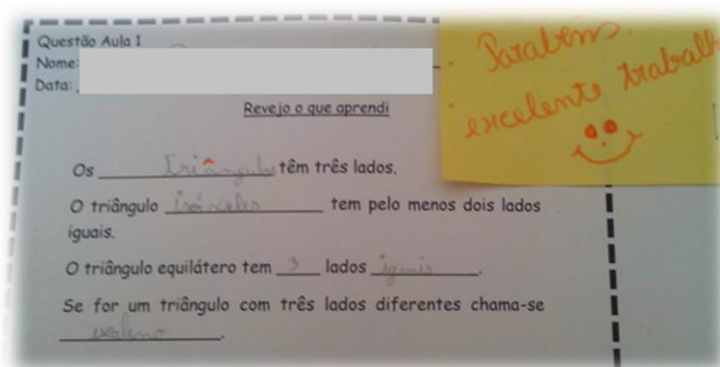 Questão Aula 1
Nome:
Data:
Parabéns.
excelente trabalh
Revejo o que aprendi
Os Triângulos têm três lados.
O triângulo isósceles tem pelo menos dois lados
iguais.
O triângulo equilátero tem 3 lados iguais.
Se for um triângulo com três lados diferentes chama-se
escaleno.